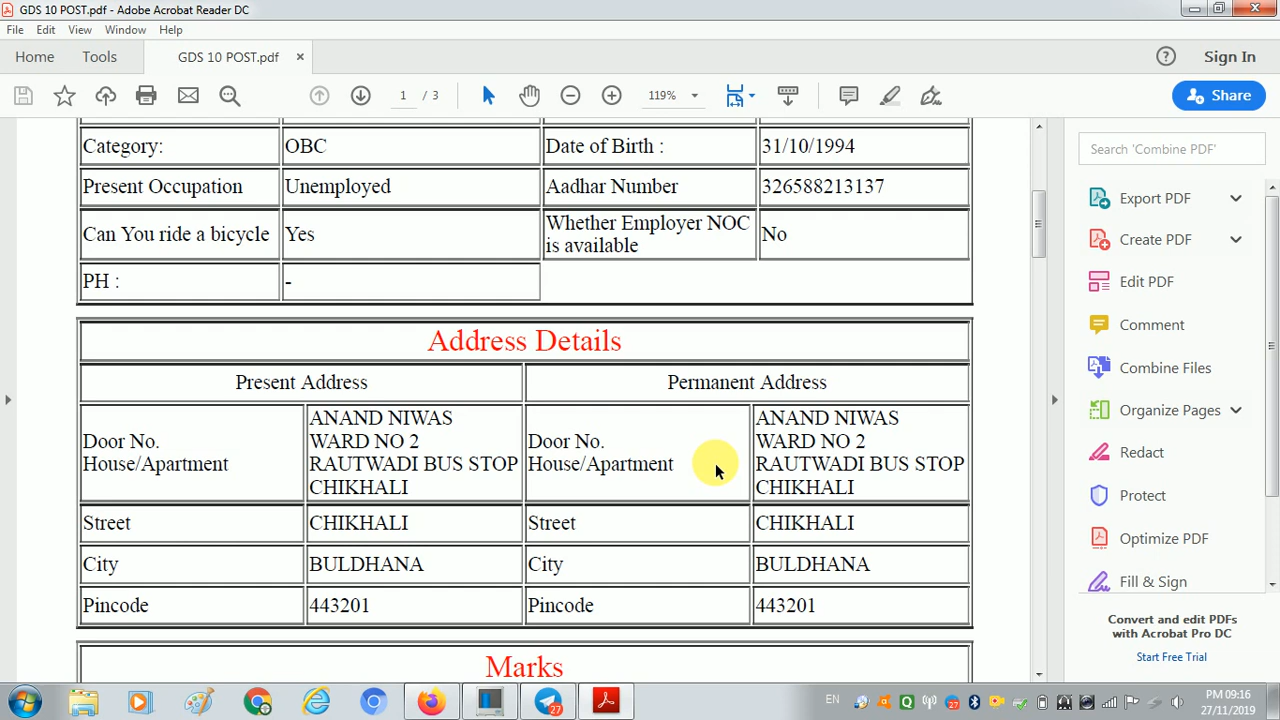 GDS 10 POST.pdf - Adobe Acrobat Reader DC
File Edit View Window Help
Home Tools GDS 10 POST.pdf × ? Sign In
1 / 3 119% Share
Category: OBC Date of Birth : 31/10/1994
Present Occupation Unemployed Aadhar Number 326588213137
Can You ride a bicycle Yes Whether Employer NOC
is available No
PH : -
Address Details
Present Address Permanent Address
Door No.
House/Apartment
ANAND NIWAS
WARD NO 2
RAUTWADI BUS STOP
CHIKHALI
Door No.
House/Apartment
ANAND NIWAS
WARD NO 2
RAUTWADI BUS STOP
CHIKHALI
Street CHIKHALI Street CHIKHALI
City BULDHANA City BULDHANA
Pincode 443201 Pincode 443201
Marks
Search 'Combine PDF'
Export PDF
Create PDF
Edit PDF
Comment
Combine Files
Organize Pages
Redact
Protect
Optimize PDF
Fill & Sign
Convert and edit PDFs
with Acrobat Pro DC
Start Free Trial
27 EN 27 PM 09:16
27/11/2019